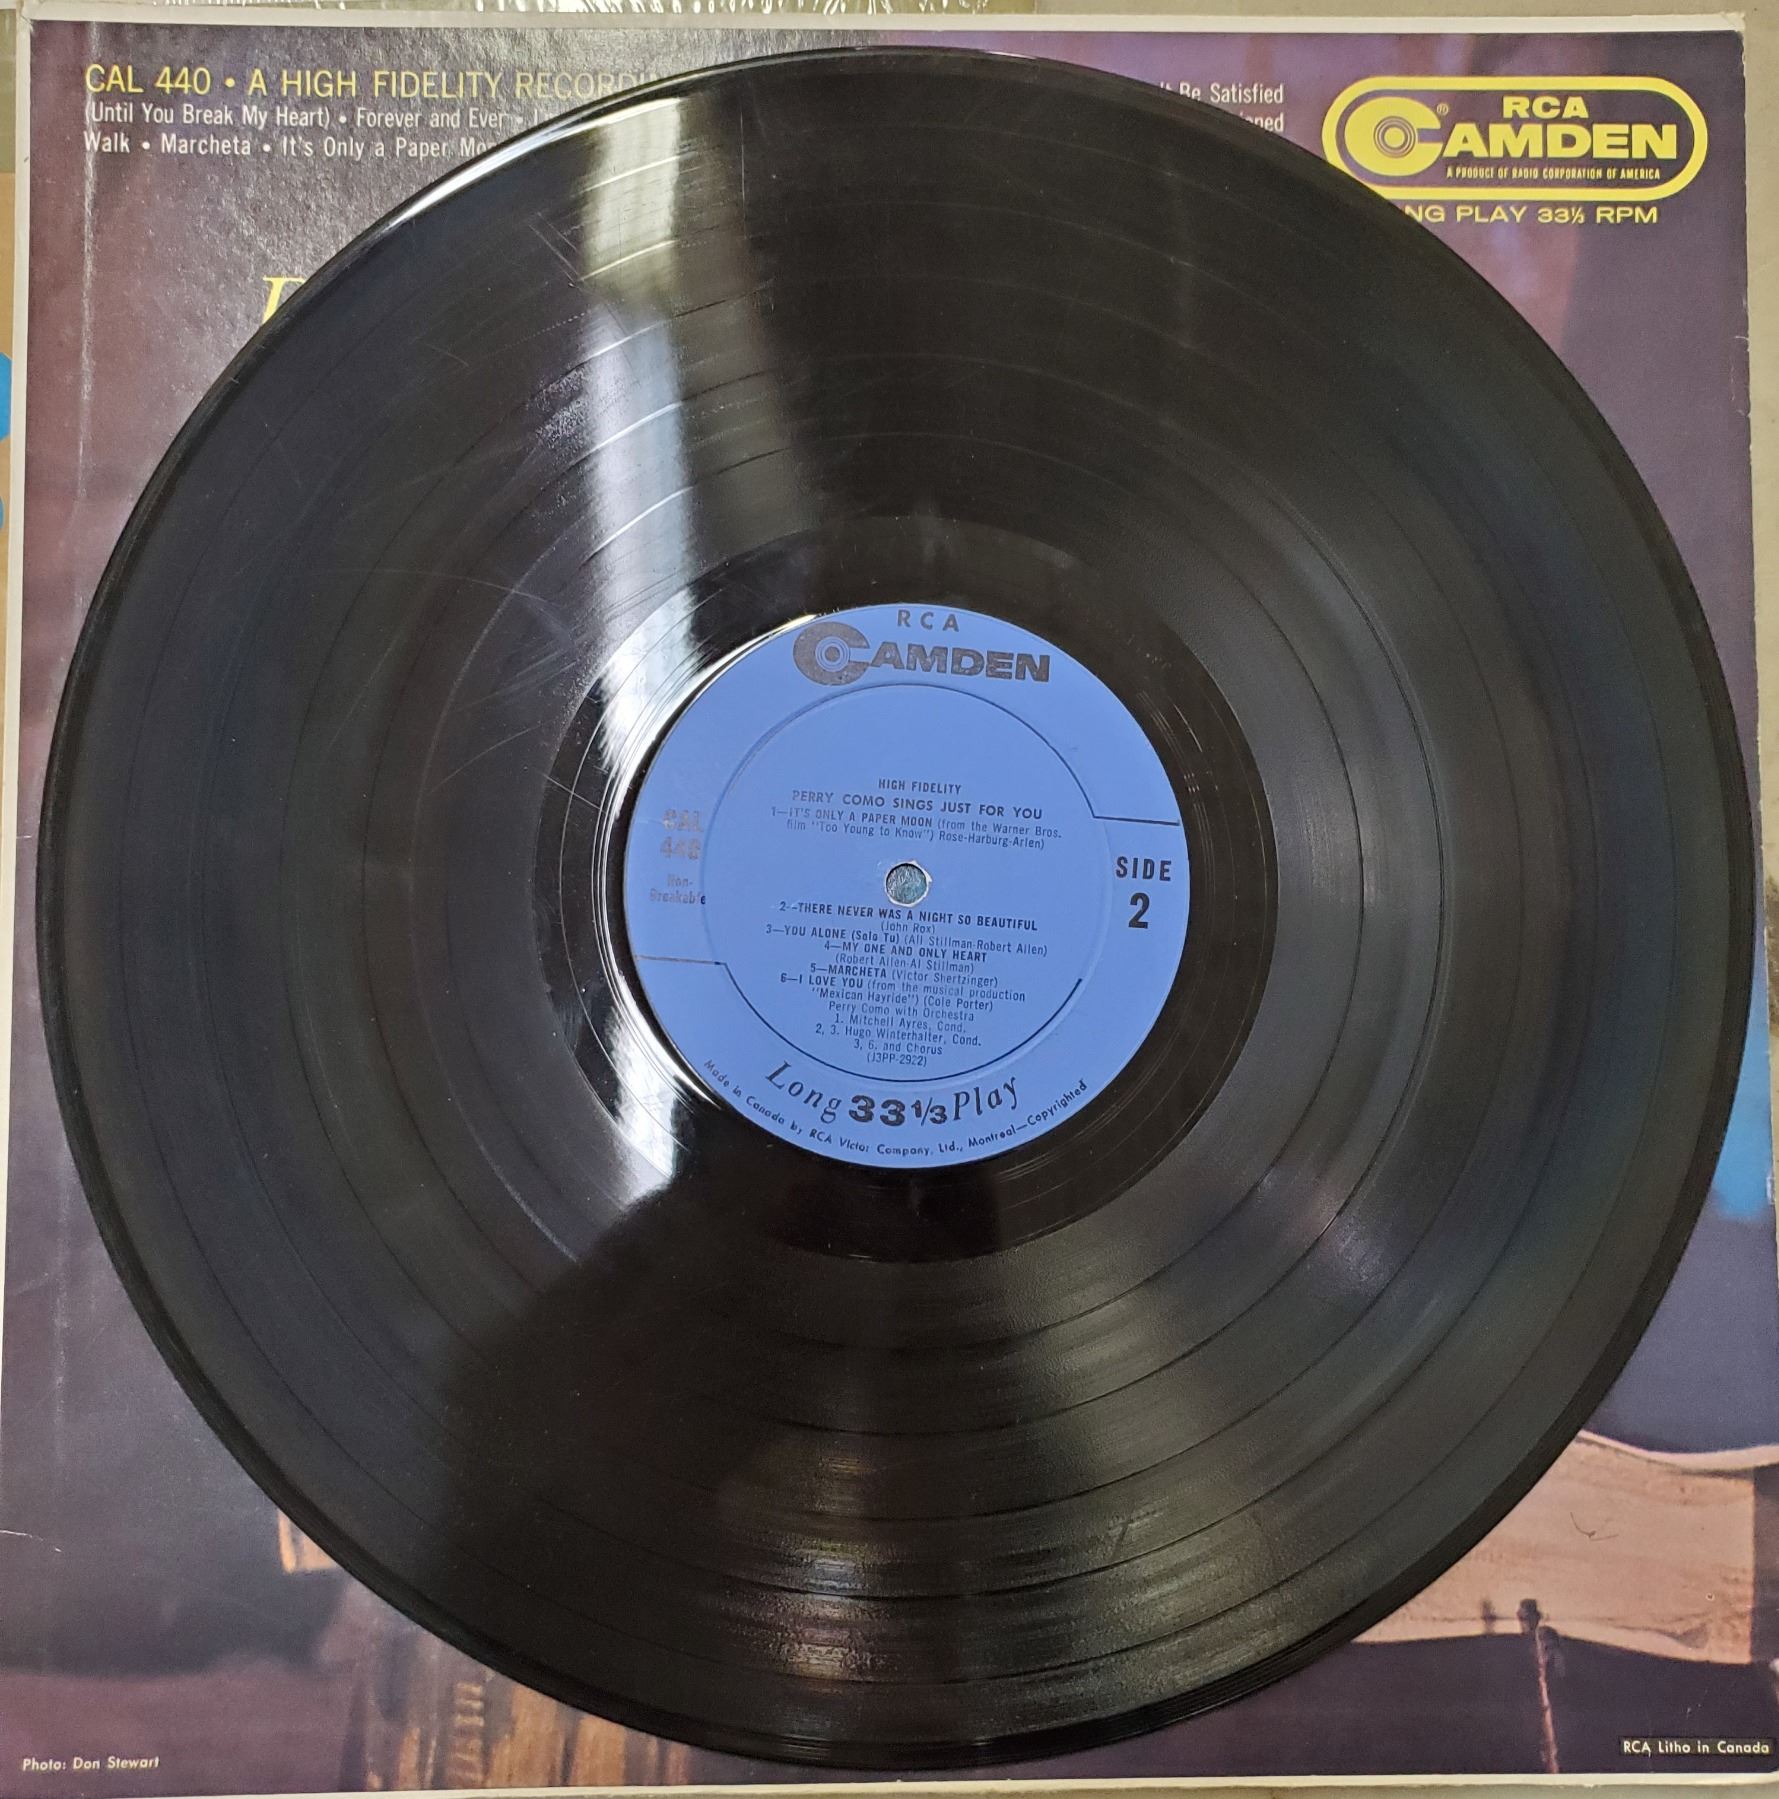 CAL 440 • A HIGH FIDELITY
(Until You Break My Heart) • Forever and Ever •
Walk • Marcheta • It's Only a Paper
Be Satisfied
RCA
CAMDEN
®
A PRODUCT OF RADIO CORPORATION OF AMERICA
PLAY 33⅓ RPM
RCA
CAMDEN
HIGH FIDELITY
PERRY COMO SINGS JUST FOR YOU
1—IT'S ONLY A PAPER MOON (from the Warner Bros.
film "Too Young to Know") Rose-Harburg-Arlen)
CAL
440
Non-
Breakable
SIDE
2
2—THERE NEVER WAS A NIGHT SO BEAUTIFUL
(John Rox)
3—YOU ALONE (Solo Tu) (All Stillman-Robert Allen)
4—MY ONE AND ONLY HEART
(Robert Allen-Al Stillman)
5—MARCHETA (Victor Shertzinger)
6—I LOVE YOU (from the musical production
"Mexican Hayride") (Cole Porter)
Perry Como with Orchestra
1. Mitchell Ayres, Cond.
2, 3. Hugo Winterhalter, Cond.
3, 6. and Chorus
(J3PP-2922)
Long 33 1/3 Play
Made in Canada by RCA Victor Company, Ltd., Montreal—Copyrighted
Photo: Don Stewart
RCA Litho in Canada